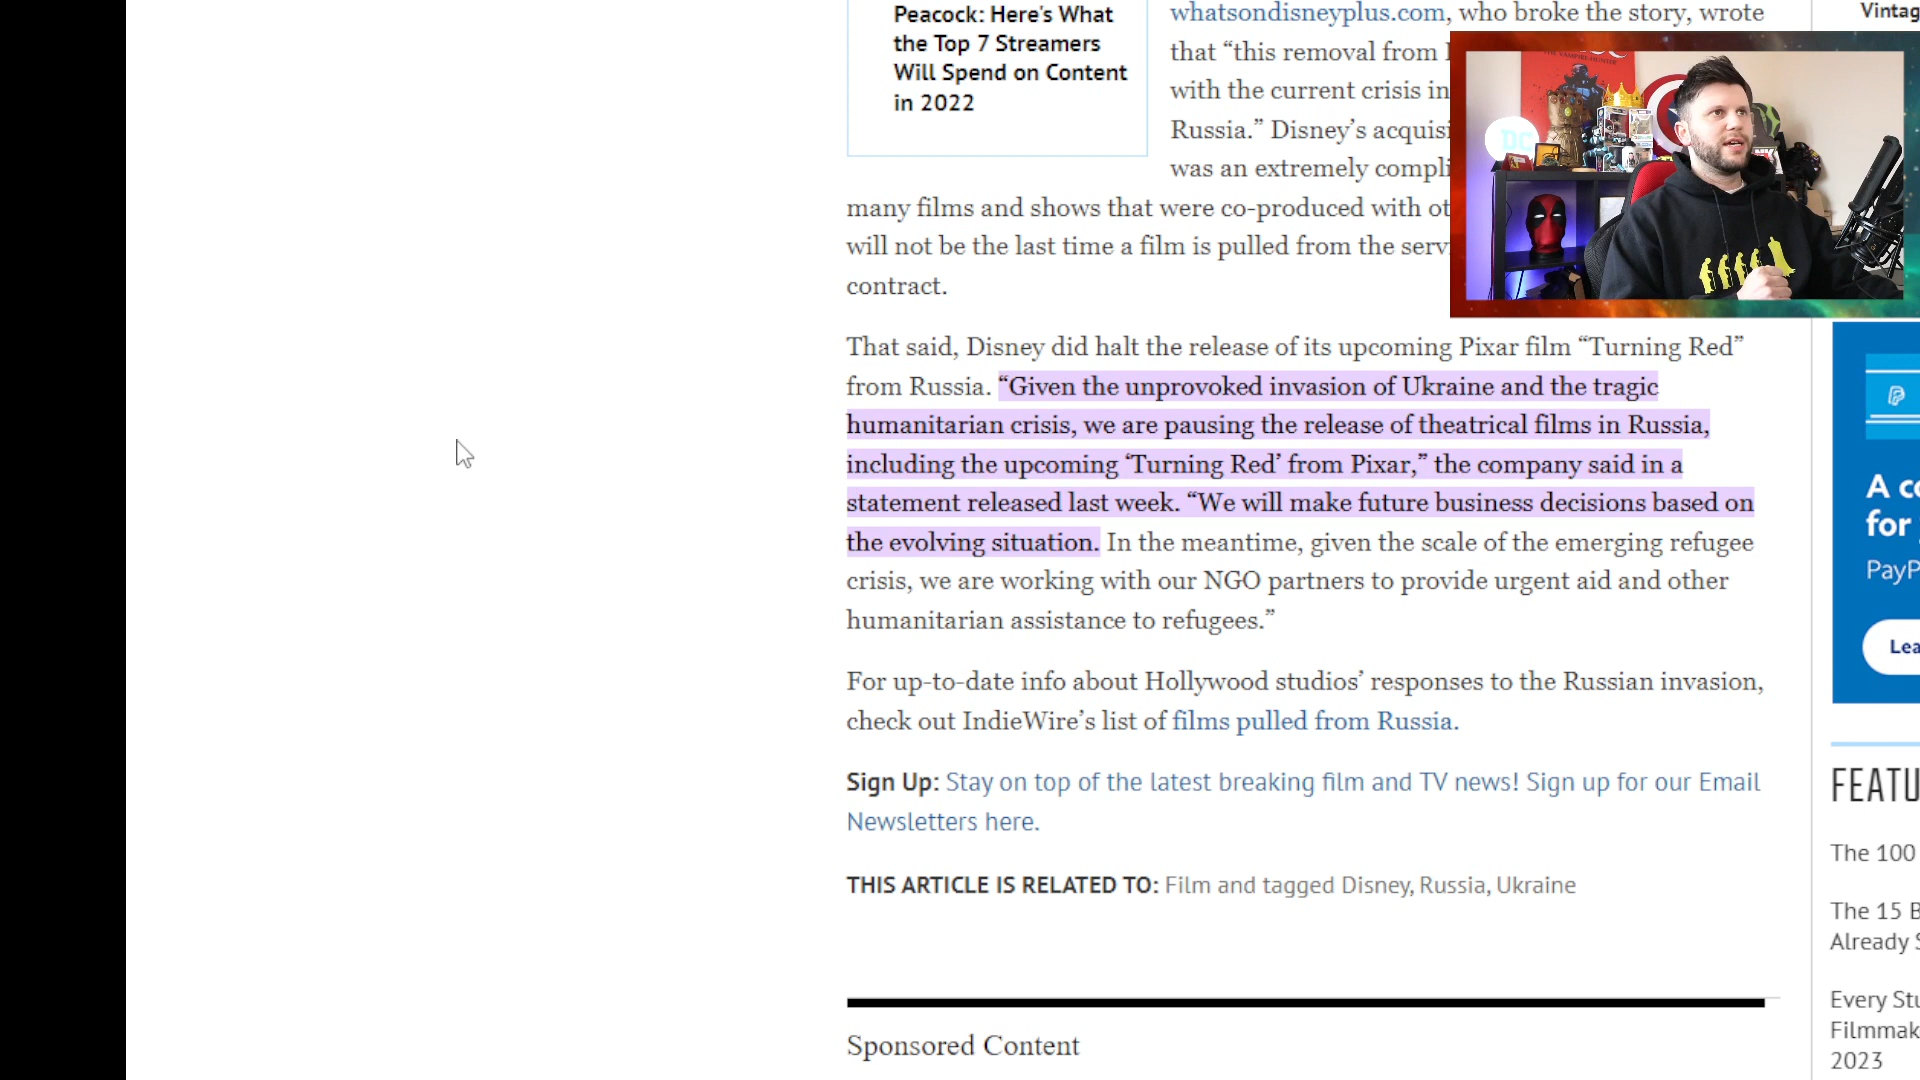 Peacock: Here's What
the Top 7 Streamers
Will Spend on Content
in 2022
whatsondisneyplus.com, who broke the story, wrote
that “this removal from
with the current crisis in
Russia.” Disney’s
was an extremely
many films and shows that were co-produced with
will not be the last time a film is pulled from the
contract.
That said, Disney did halt the release of its upcoming Pixar film “Turning Red”
from Russia. “Given the unprovoked invasion of Ukraine and the tragic
humanitarian crisis, we are pausing the release of theatrical films in Russia,
including the upcoming ‘Turning Red’ from Pixar,” the company said in a
statement released last week. “We will make future business decisions based on
the evolving situation. In the meantime, given the scale of the emerging refugee
crisis, we are working with our NGO partners to provide urgent aid and other
humanitarian assistance to refugees.”
For up-to-date info about Hollywood studios’ responses to the Russian invasion,
check out IndieWire’s list of films pulled from Russia.
Sign Up: Stay on top of the latest breaking film and TV news! Sign up for our Email
Newsletters here.
THIS ARTICLE IS RELATED TO: Film and tagged Disney, Russia, Ukraine
Sponsored Content
DC
A
for
The 100
The 15
Already
Every
2023